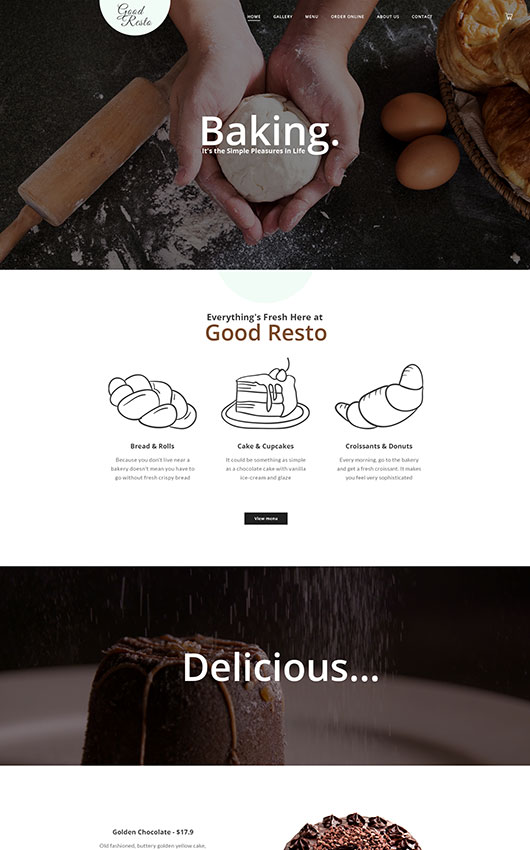 Good
Resto
HOME GALLERY MENU ORDER ONLINE ABOUT US CONTACT
Baking.
It's the Simple Pleasures in Life
Everything's Fresh Here at
Good Resto
Bread & Rolls
Because you don't live near a
bakery doesn't mean you have to
go without fresh crispy bread
Cake & Cupcakes
It could be something as simple
as a chocolate cake with vanilla
ice-cream and glaze
Croissants & Donuts
Every morning, go to the bakery
and get a fresh croissant. It makes
you feel very sophisticated
View menu
Delicious...
Golden Chocolate - $17.9
Old fashioned, buttery golden yellow cake,